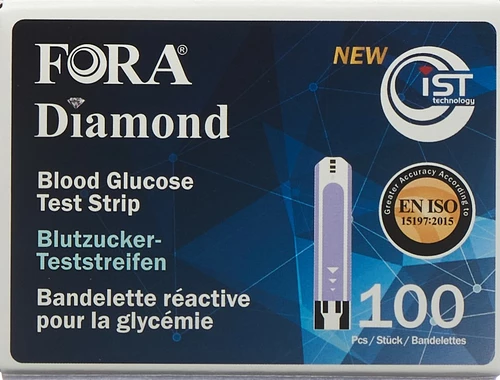 FORA®
Diamond
Blood Glucose
Test Strip
Blutzucker-
Teststreifen
Bandelette réactive
pour la glycémie
NEW
iST
technology
Greater Accuracy According to
EN ISO
15197:2015
100
Pcs / Stück / Bandelettes